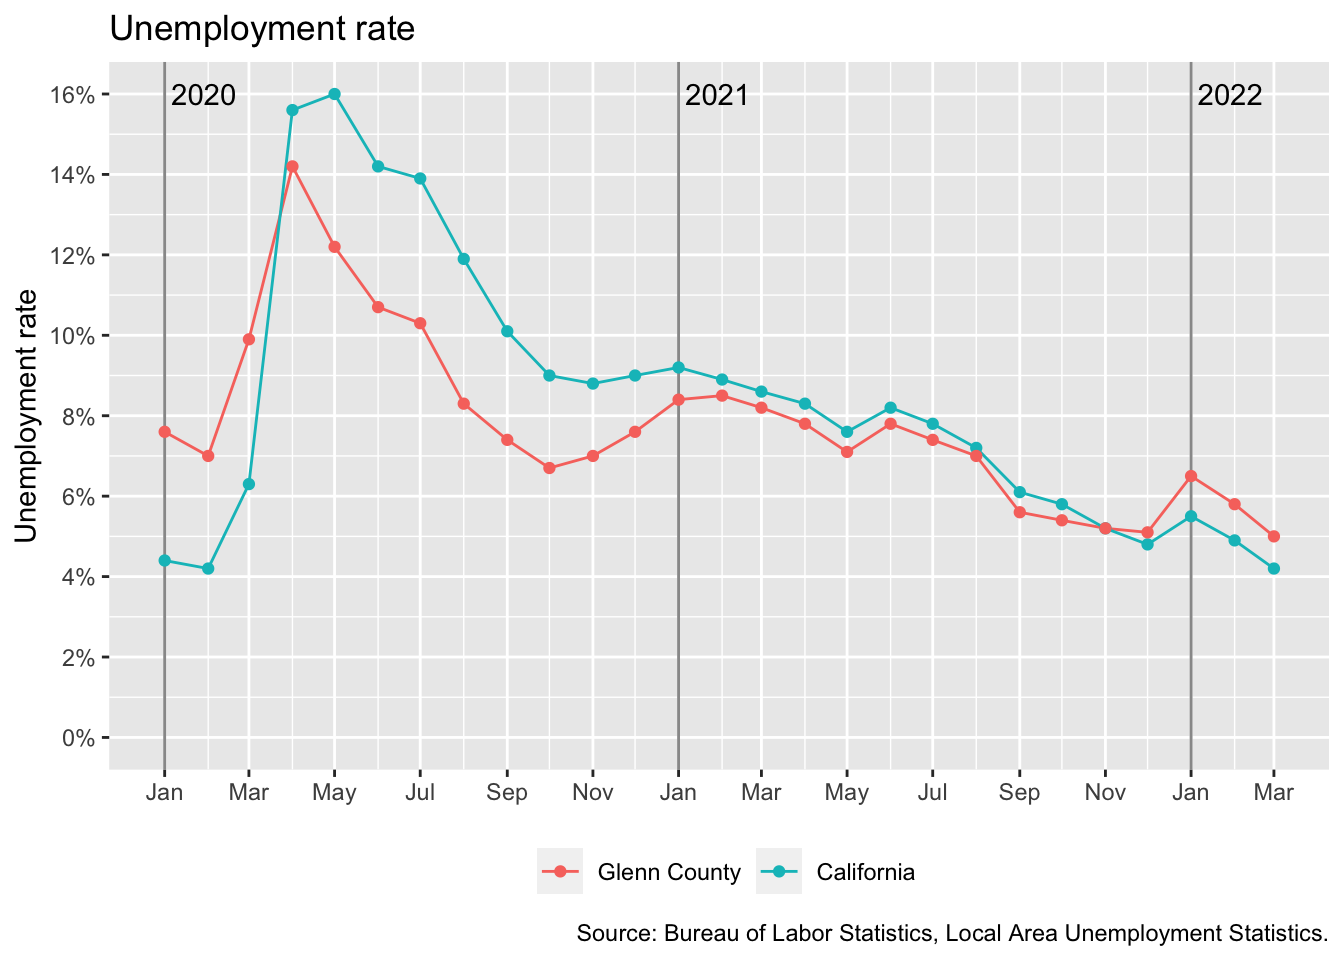 Unemployment rate
2020 2021 2022
Unemployment rate
16%
14%
12%
10%
8%
6%
4%
2%
0%
Jan Mar May Jul Sep Nov Jan Mar May Jul Sep Nov Jan Mar
Glenn County California
Source: Bureau of Labor Statistics, Local Area Unemployment Statistics.